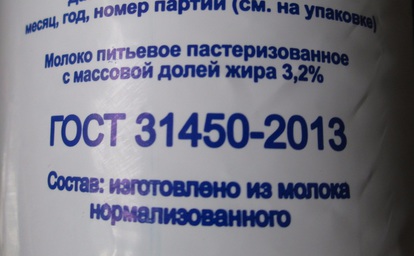 месяц, год, номер партии (см. на упаковке)
Молоко питьевое пастеризованное
с массовой долей жира 3,2%
ГОСТ 31450-2013
Состав: изготовлено из молока
нормализованного